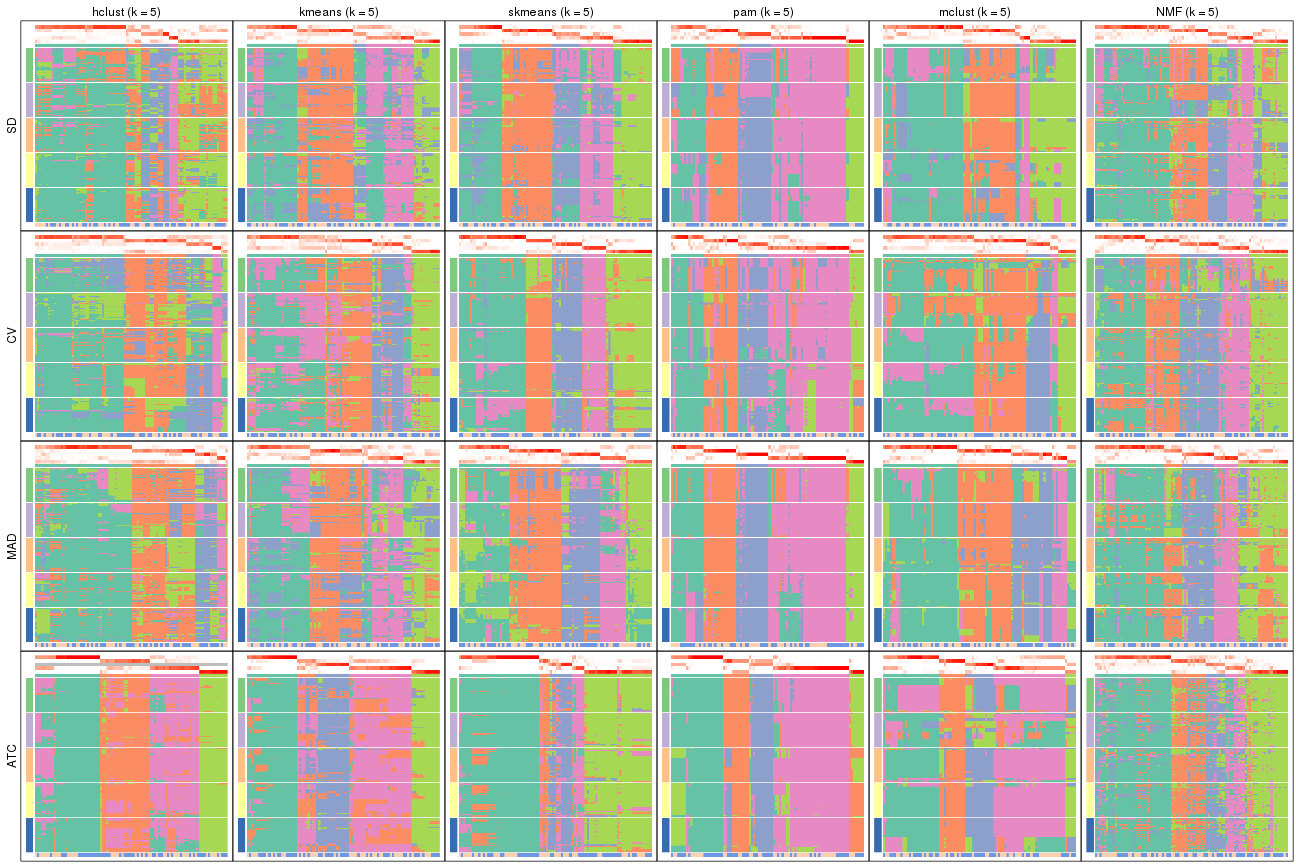 hclust (k = 5) kmeans (k = 5) skmeans (k = 5) pam (k = 5) mclust (k = 5) NMF (k = 5)
SD
CV
MAD
ATC